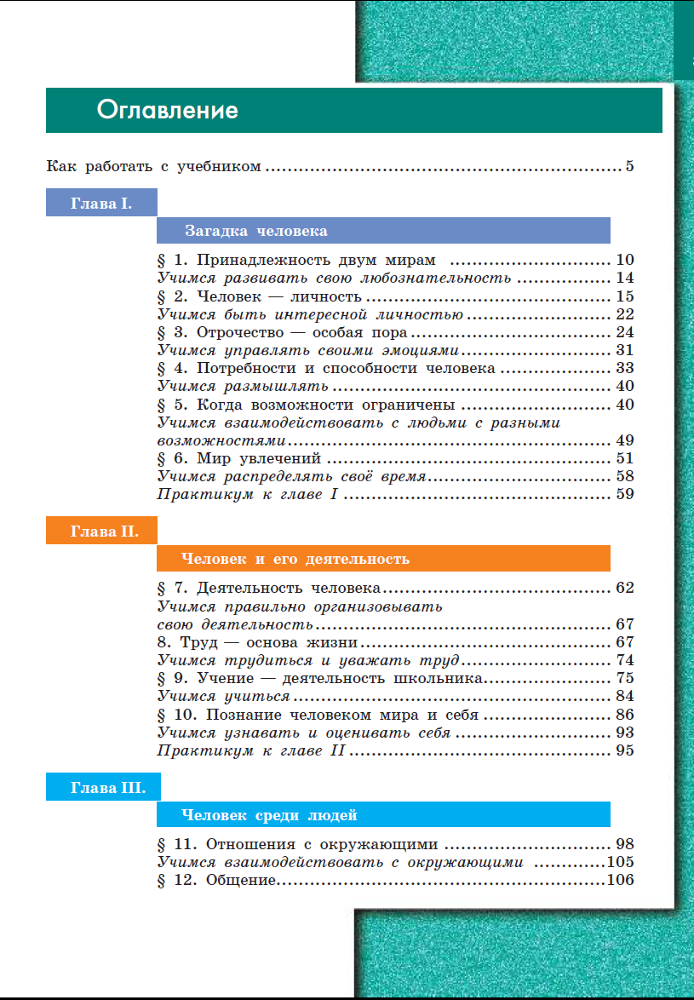 Оглавление
Как работать с учебником ................................................................ 5
Глава I.
Загадка человека
§ 1. Принадлежность двум мирам ............................. 10
Учимся развивать свою любознательность ................. 14
§ 2. Человек — личность ............................................ 15
Учимся быть интересной личностью .......................... 22
§ 3. Отрочество — особая пора .................................... 24
Учимся управлять своими эмоциями ........................... 31
§ 4. Потребности и способности человека .................... 33
Учимся размышлять .................................................. 40
§ 5. Когда возможности ограничены ........................... 40
Учимся взаимодействовать с людьми с разными
возможностями .......................................................... 49
§ 6. Мир увлечений ................................................... 51
Учимся распределять своё время ................................. 58
Практикум к главе I ................................................ 59
Глава II.
Человек и его деятельность
§ 7. Деятельность человека ......................................... 62
Учимся правильно организовывать
свою деятельность ..................................................... 67
8. Труд — основа жизни ............................................. 67
Учимся трудиться и уважать труд ........................... 74
§ 9. Учение — деятельность школьника ....................... 75
Учимся учиться ......................................................... 84
§ 10. Познание человеком мира и себя ....................... 86
Учимся узнавать и оценивать себя ............................ 93
Практикум к главе II ............................................... 95
Глава III.
Человек среди людей
§ 11. Отношения с окружающими .............................. 98
Учимся взаимодействовать с окружающими .............105
§ 12. Общение...........................................................106